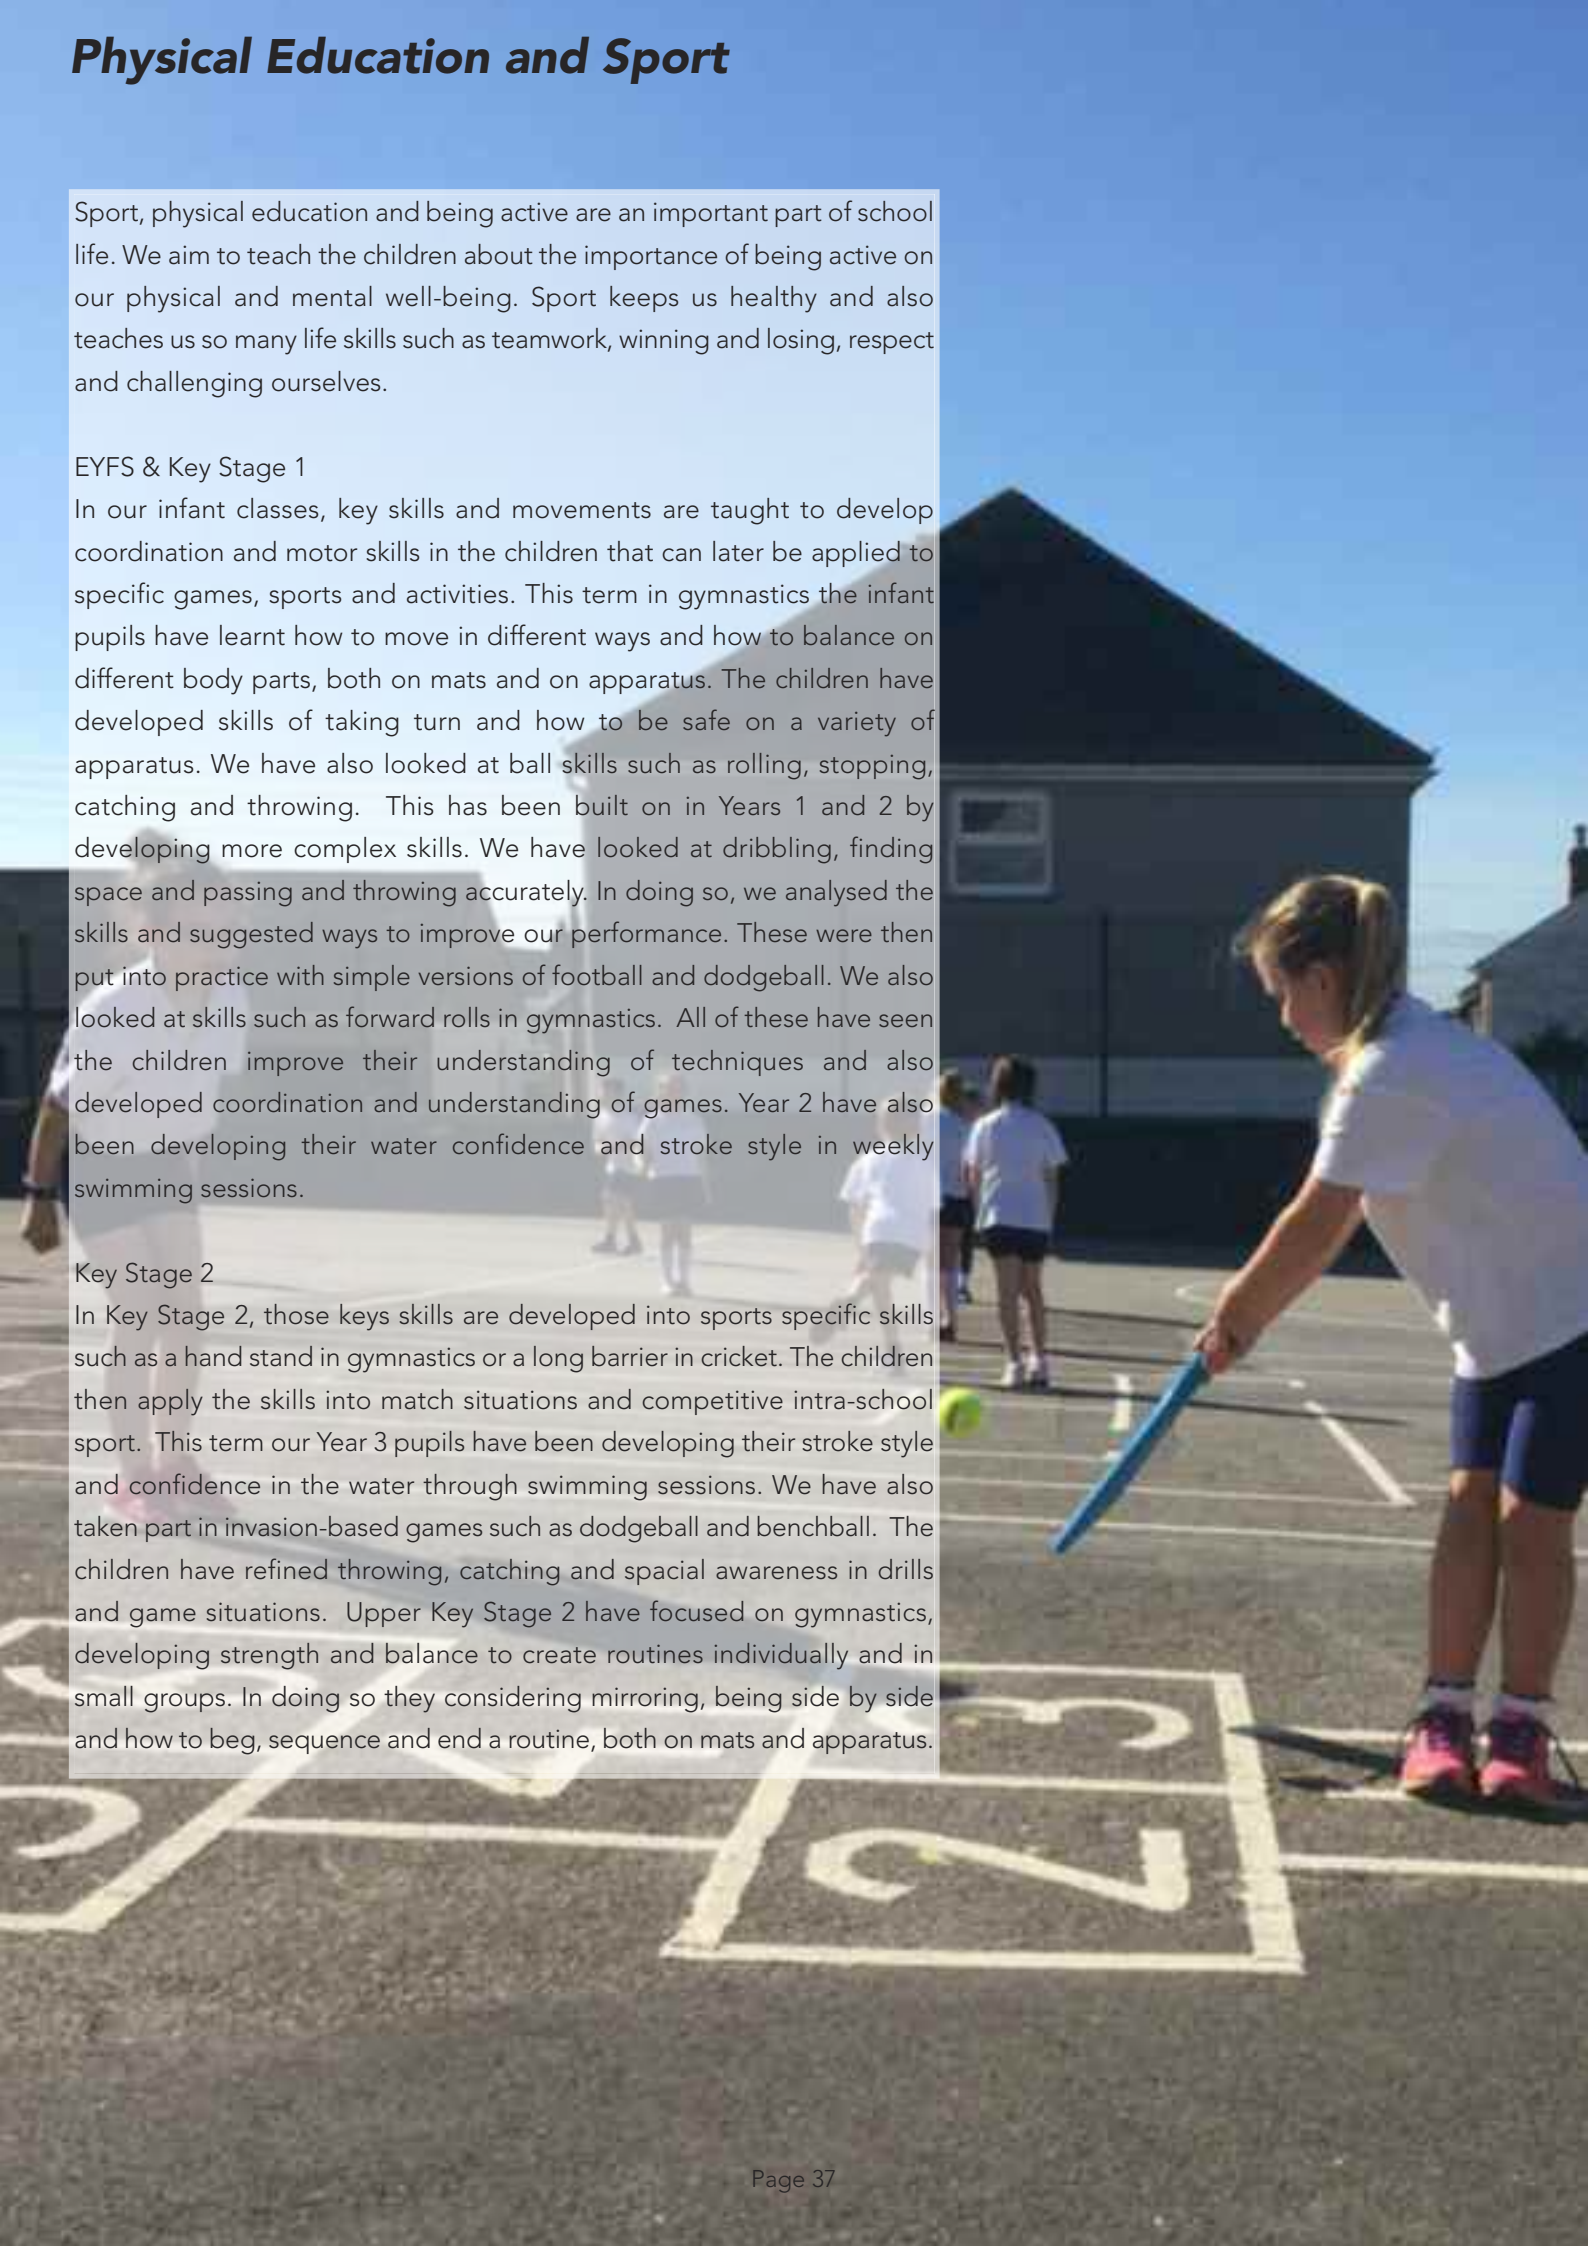 Physical Education and Sport
Sport, physical education and being active are an important part of school
life. We aim to teach the children about the importance of being active on
our physical and mental well-being. Sport keeps us healthy and also
teaches us so many life skills such as teamwork, winning and losing, respect
and challenging ourselves.
EYFS & Key Stage 1
In our infant classes, key skills and movements are taught to develop
coordination and motor skills in the children that can later be applied to
specific games, sports and activities. This term in gymnastics the infant
pupils have learnt how to move in different ways and how to balance on
different body parts, both on mats and on apparatus. The children have
developed skills of taking turn and how to be safe on a variety of
apparatus. We have also looked at ball skills such as rolling, stopping,
catching and throwing. This has been built on in Years 1 and 2 by
developing more complex skills. We have looked at dribbling, finding
space and passing and throwing accurately. In doing so, we analysed the
skills and suggested ways to improve our performance. These were then
put into practice with simple versions of football and dodgeball. We also
looked at skills such as forward rolls in gymnastics. All of these have seen
the children improve their understanding of techniques and also
developed coordination and understanding of games. Year 2 have also
been developing their water confidence and stroke style in weekly
swimming sessions.
Key Stage 2
In Key Stage 2, those keys skills are developed into sports specific skills
such as a hand stand in gymnastics or a long barrier in cricket. The children
then apply the skills into match situations and competitive intra-school
sport. This term our Year 3 pupils have been developing their stroke style
and confidence in the water through swimming sessions. We have also
taken part in invasion-based games such as dodgeball and benchball. The
children have refined throwing, catching and spacial awareness in drills
and game situations. Upper Key Stage 2 have focused on gymnastics,
developing strength and balance to create routines individually and in
small groups. In doing so they considering mirroring, being side by side
and how to beg, sequence and end a routine, both on mats and apparatus.
3
2
Page 37